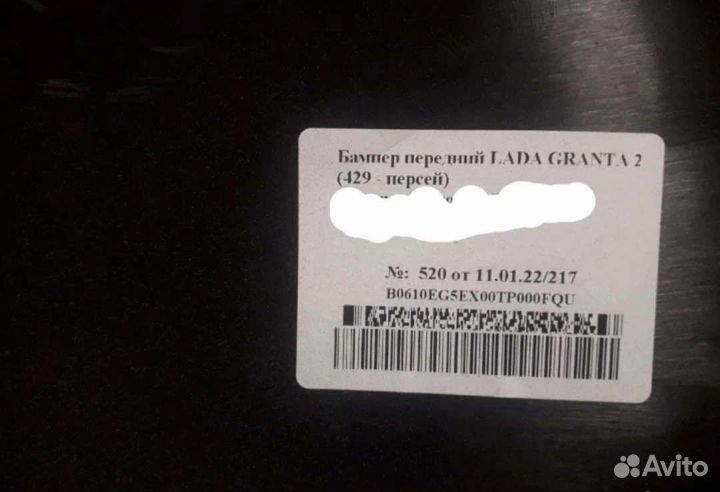 Бампер передний LADA GRANTA 2
(429 - персей)
№: 520 от 11.01.22/217
B0610EG5EX00TP000FQU
Avito